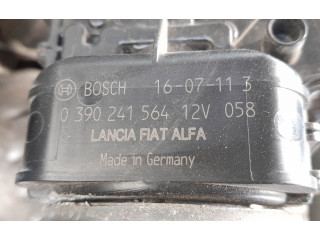 BOSCH 16-07-11 3
0 390 241 564 12V 058
LANCIA FIAT ALFA
Made in Germany